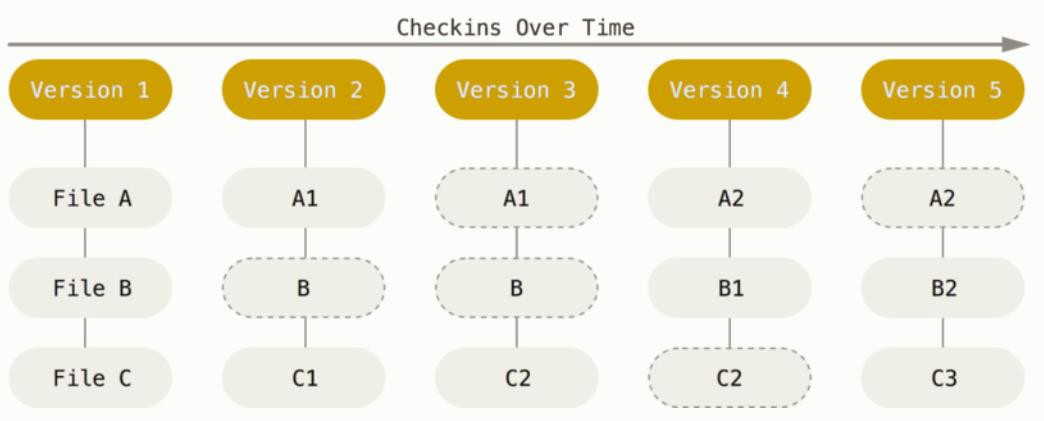 Checkins Over Time
Version 1 Version 2 Version 3 Version 4 Version 5
File A A1 A1 A2 A2
File B B B B1 B2
File C C1 C2 C2 C3